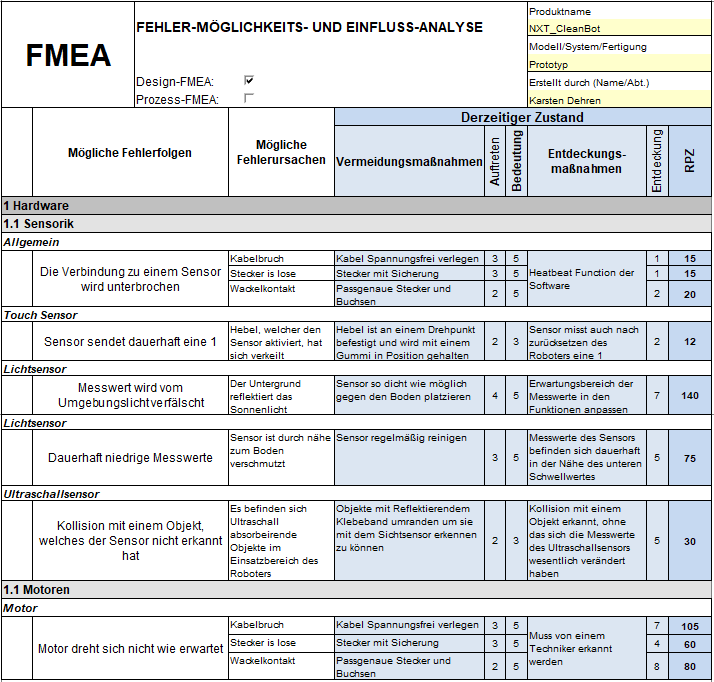 FMEA
FEHLER-MÖGLICHKEITS- UND EINFLUSS-ANALYSE
Design-FMEA:
Prozess-FMEA:
Produktname
NXT_CleanBot
Modell/System/Fertigung
Prototyp
Erstellt durch (Name/Abt.)
Karsten Dehren
Mögliche Fehlerfolgen
Mögliche
Fehlerursachen
Derzeitiger Zustand
Vermeidungsmaßnahmen
Auftreten
Bedeutung
Entdeckungs-
maßnahmen
Entdeckung
RPZ
1 Hardware
1.1 Sensorik
Allgemein
Die Verbindung zu einem Sensor
wird unterbrochen
Kabelbruch
Kabel Spannungsfrei verlegen
3
5
Heatbeat Function der
Software
1
15
Stecker is lose
Stecker mit Sicherung
3
5
1
15
Wackelkontakt
Passgenaue Stecker und
Buchsen
2
5
2
20
Touch Sensor
Sensor sendet dauerhaft eine 1
Hebel, welcher den
Sensor aktiviert, hat
sich verkeilt
Hebel ist an einem Drehpunkt
befestigt und wird mit einem
Gummi in Position gehalten
2
3
Sensor misst auch nach
zurücksetzen des
Roboters eine 1
2
12
Lichtsensor
Messwert wird vom
Umgebungslicht verfälscht
Der Untergrund
reflektiert das
Sonnenlicht
Sensor so dicht wie möglich
gegen den Boden platzieren
4
5
Erwartungsbereich der
Messwerte in den
Funktionen anpassen
7
140
Lichtsensor
Dauerhaft niedrige Messwerte
Sensor ist durch nähe
zum Boden
verschmutzt
Sensor regelmäßig reinigen
3
5
Messwerte des Sensors
befinden sich dauerhaft
in der Nähe des unteren
Schwellwertes
5
75
Ultraschallsensor
Kollision mit einem Objekt,
welches der Sensor nicht erkannt
hat
Es befinden sich
Ultraschall
absorbeirende
Objekte im
Einsatzbereich des
Roboters
Objekte mit Reflektierendem
Klebeband umranden um sie
mit dem Sichtsensor erkennen
zu können
2
3
Kollision mit einem
Objekt erkannt, ohne
das sich die Messwerte
des Ultraschallsensors
wesentlich verändert
haben
5
30
1.1 Motoren
Motor
Motor dreht sich nicht wie erwartet
Kabelbruch
Kabel Spannungsfrei verlegen
3
5
Muss von einem
Techniker erkannt
werden
7
105
Stecker is lose
Stecker mit Sicherung
3
5
4
60
Wackelkontakt
Passgenaue Stecker und
Buchsen
2
5
8
80